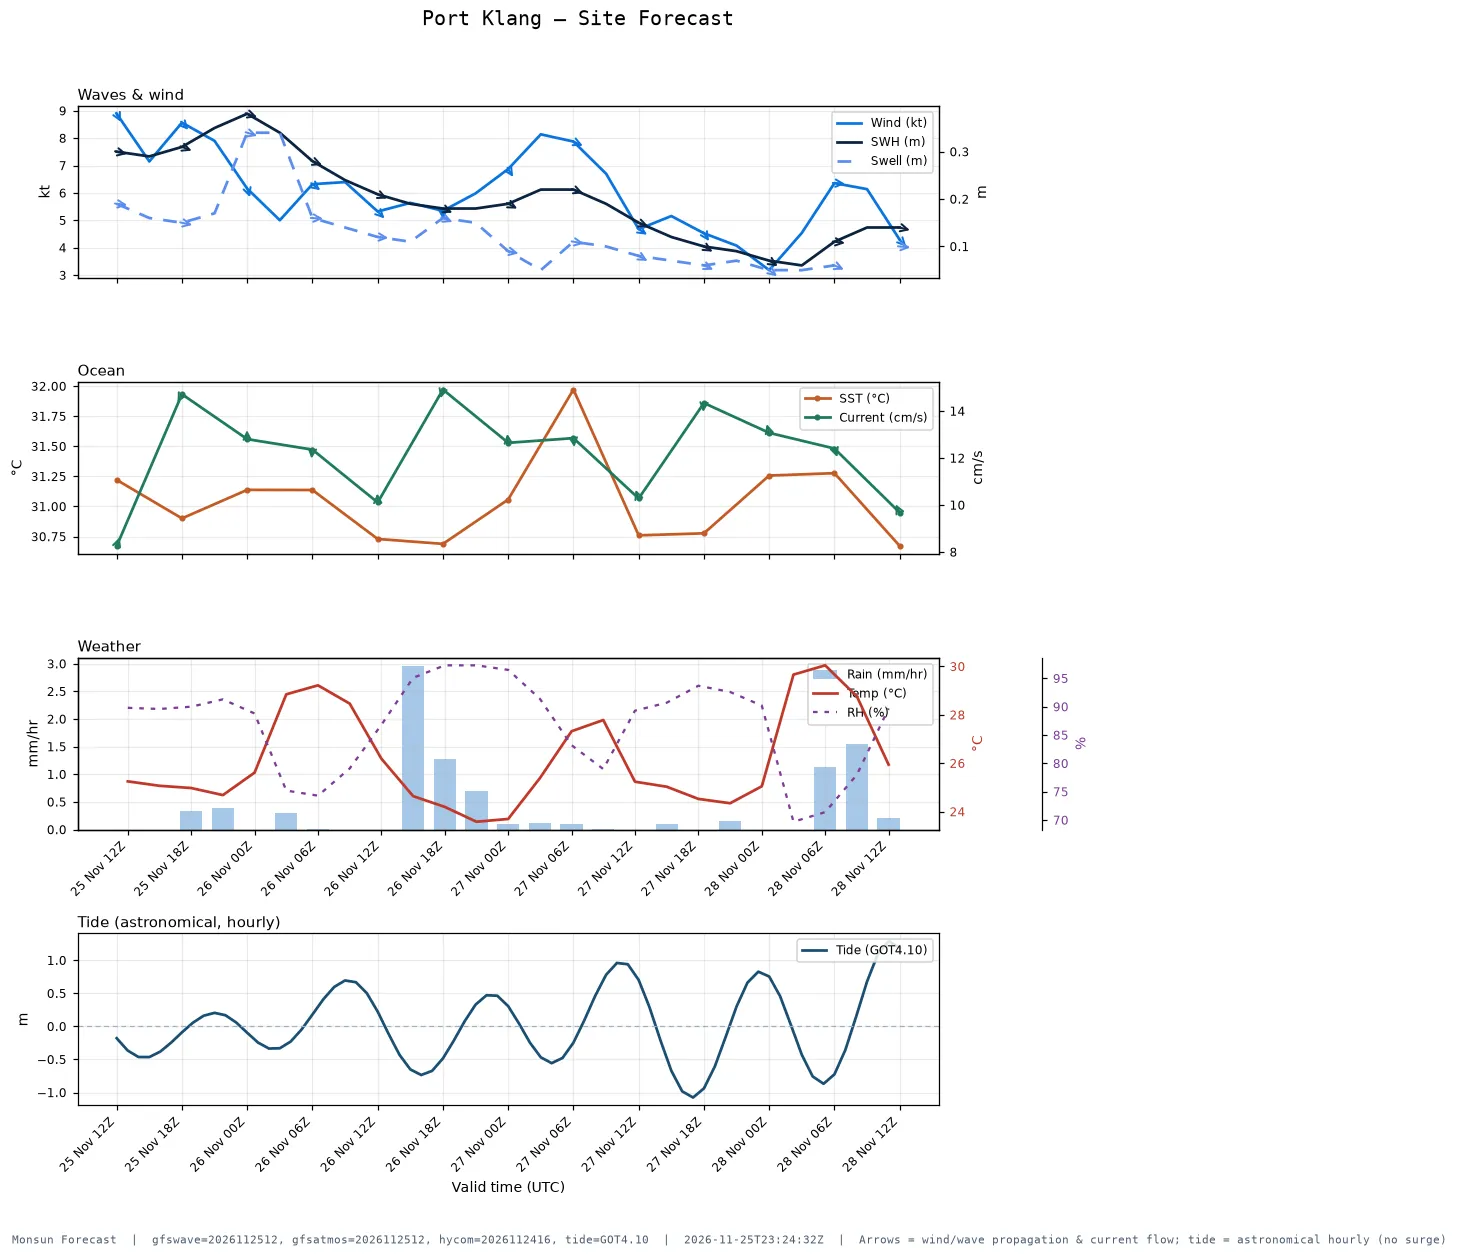 Port Klang — Site Forecast
Waves & wind
9
8
7
6
5
4
3
kt
0.3
0.2
0.1
m
Wind (kt)
SWH (m)
Swell (m)
Ocean
32.00
31.75
31.50
31.25
31.00
30.75
°C
14
12
10
8
cm/s
SST (°C)
Current (cm/s)
Weather
3.0
2.5
2.0
1.5
1.0
0.5
0.0
mm/hr
30
28
26
24
°C
95
90
85
80
75
70
%
Rain (mm/hr)
Temp (°C)
RH (%)
25 Nov 12Z
25 Nov 18Z
26 Nov 00Z
26 Nov 06Z
26 Nov 12Z
26 Nov 18Z
27 Nov 00Z
27 Nov 06Z
27 Nov 12Z
27 Nov 18Z
28 Nov 00Z
28 Nov 06Z
28 Nov 12Z
Tide (astronomical, hourly)
1.0
0.5
0.0
−0.5
−1.0
m
Tide (GOT4.10)
25 Nov 12Z
25 Nov 18Z
26 Nov 00Z
26 Nov 06Z
26 Nov 12Z
26 Nov 18Z
27 Nov 00Z
27 Nov 06Z
27 Nov 12Z
27 Nov 18Z
28 Nov 00Z
28 Nov 06Z
28 Nov 12Z
Valid time (UTC)
Monsun Forecast | gfswave=2026112512, gfsatmos=2026112512, hycom=2026112416, tide=GOT4.10 | 2026-11-25T23:24:32Z | Arrows = wind/wave propagation & current flow; tide = astronomical hourly (no surge)